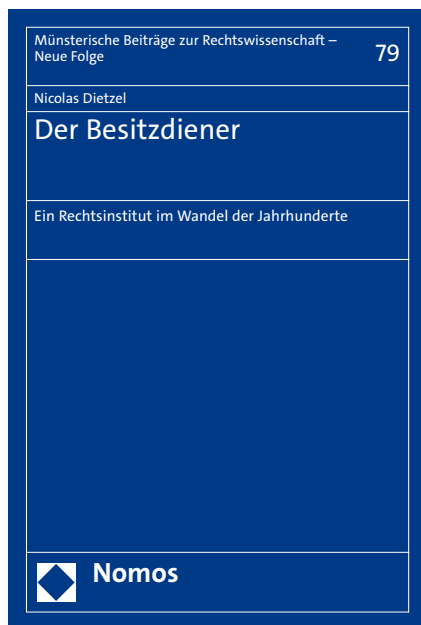 Münsterische Beiträge zur Rechtswissenschaft –
Neue Folge
79
Nicolas Dietzel
Der Besitzdiener
Ein Rechtsinstitut im Wandel der Jahrhunderte
Nomos